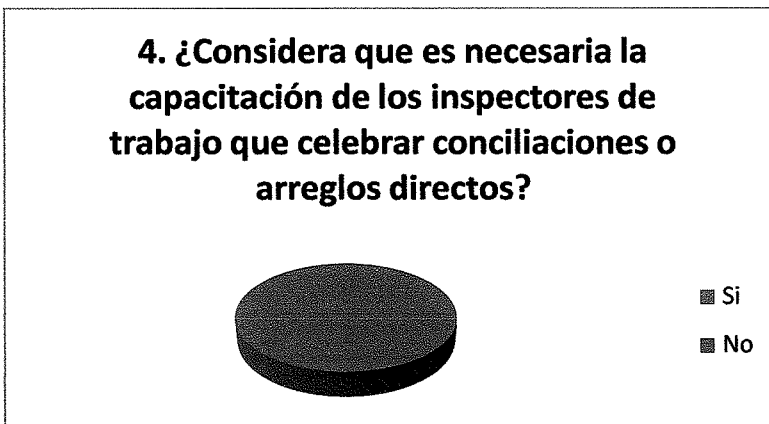 4. ¿Considera que es necesaria la
capacitación de los inspectores de
trabajo que celebrar conciliaciones o
arreglos directos?
Si
No